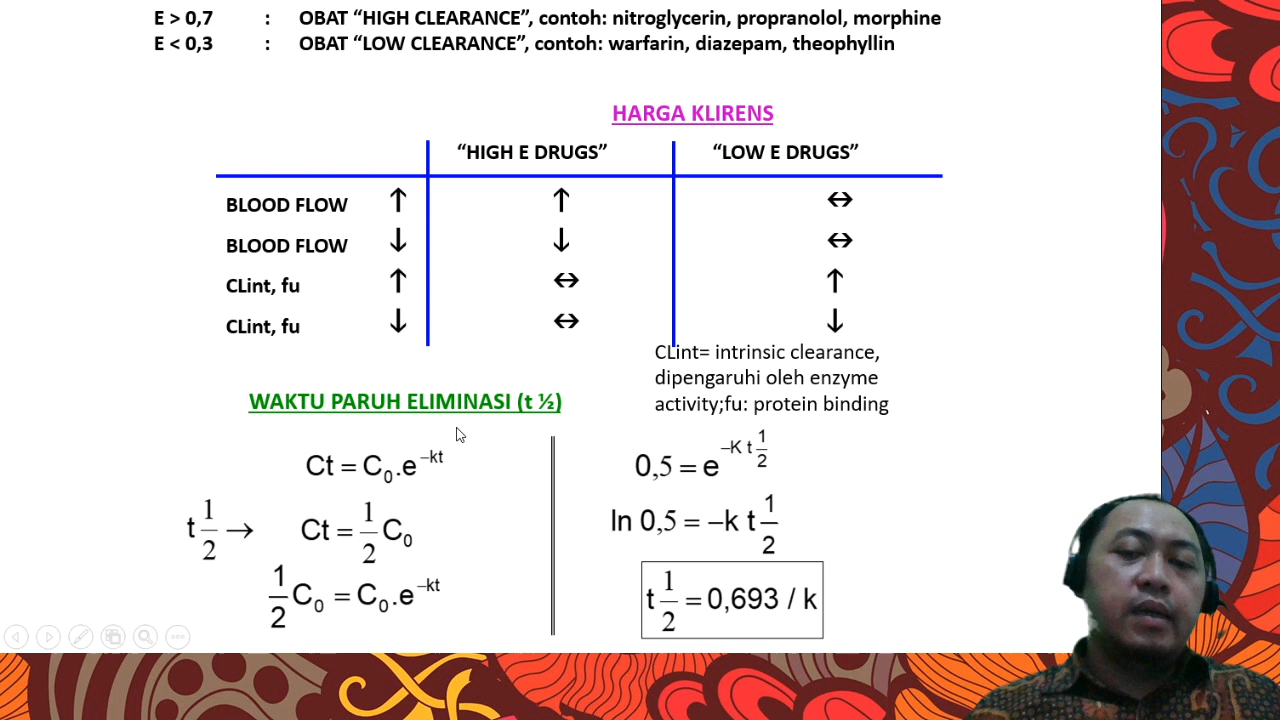 E > 0,7 : OBAT “HIGH CLEARANCE”, contoh: nitroglycerin, propranolol, morphine
E < 0,3 : OBAT “LOW CLEARANCE”, contoh: warfarin, diazepam, theophyllin
HARGA KLIRENS
“HIGH E DRUGS” “LOW E DRUGS”
BLOOD FLOW ↑ ↑ ↔
BLOOD FLOW ↓ ↓ ↔
CLint, fu ↑ ↔ ↑
CLint, fu ↓ ↔ ↓
CLint= intrinsic clearance,
dipengaruhi oleh enzyme
activity;fu: protein binding
WAKTU PARUH ELIMINASI (t ½)
Ct = C₀.e^–kt
t 1/2 → Ct = 1/2 C₀
1/2 C₀ = C₀.e^–kt
0,5 = e^–K t 1/2
ln 0,5 = –k t 1/2
t 1/2 = 0,693 / k